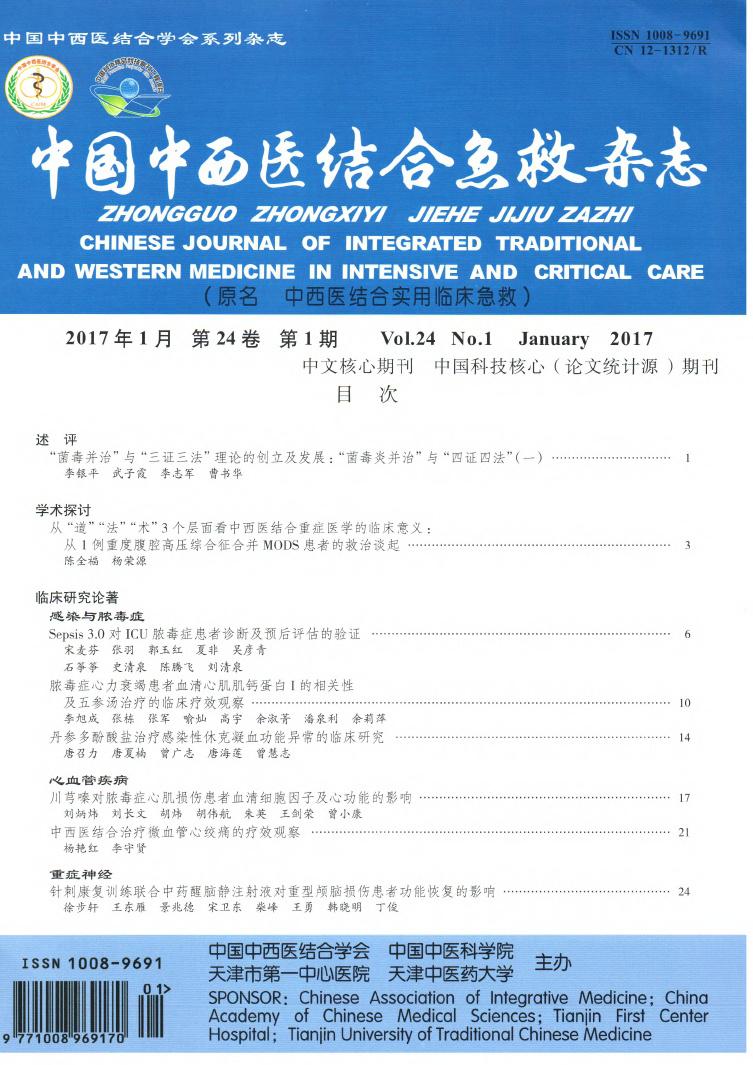 中国中西医结合学会系列杂志
ISSN 1008-9691
CN 12-1312/R
中国中西医结合急救杂志
ZHONGGUO ZHONGXIYI JIEHE JIJIU ZAZHI
CHINESE JOURNAL OF INTEGRATED TRADITIONAL
AND WESTERN MEDICINE IN INTENSIVE AND CRITICAL CARE
(原名 中西医结合实用临床急救)
2017年1月 第24卷 第1期 Vol.24 No.1 January 2017
中文核心期刊 中国科技核心(论文统计源)期刊
目 次
述 评
“菌毒并治”与“三证三法”理论的创立及发展:“菌毒炎并治”与“四证四法”(一) 1
李银平 武子霞 李志军 曹书华
学术探讨
从“道”“法”“术”3个层面看中西医结合重症医学的临床意义:
从1例重度腹腔高压综合征合并MODS患者的救治谈起 3
陈全福 杨荣源
临床研究论著
感染与脓毒症
Sepsis 3.0对ICU脓毒症患者诊断及预后评估的验证 6
宋麦芬 张羽 郭玉红 夏非 吴彦青
石筝筝 史清泉 陈腾飞 刘清泉
脓毒症心力衰竭患者血清心肌肌钙蛋白I的相关性
及五参汤治疗的临床疗效观察 10
李旭成 张栋 张军 喻灿 高宇 余淑菁 潘泉利 余莉萍
丹参多酚酸盐治疗感染性休克凝血功能异常的临床研究 14
唐召力 唐夏楠 曾广志 唐海莲 曾慧志
心血管疾病
川芎嗪对脓毒症心肌损伤患者血清细胞因子及心功能的影响 17
刘炳炜 刘长文 胡炜 胡伟航 朱英 王剑荣 曾小康
中西医结合治疗微血管心绞痛的疗效观察 21
杨艳红 李守贤
重症神经
针刺康复训练联合中药醒脑静注射液对重型颅脑损伤患者功能恢复的影响 24
徐步轩 王东雁 景兆德 宋卫东 柴峰 王勇 韩晓明 丁俊
ISSN 1008-9691
01>
9 771008 969170
中国中西医结合学会 中国中医科学院
天津市第一中心医院 天津中医药大学
主办
SPONSOR: Chinese Association of Integrative Medicine; China
Academy of Chinese Medical Sciences; Tianjin First Center
Hospital; Tianjin University of Traditional Chinese Medicine